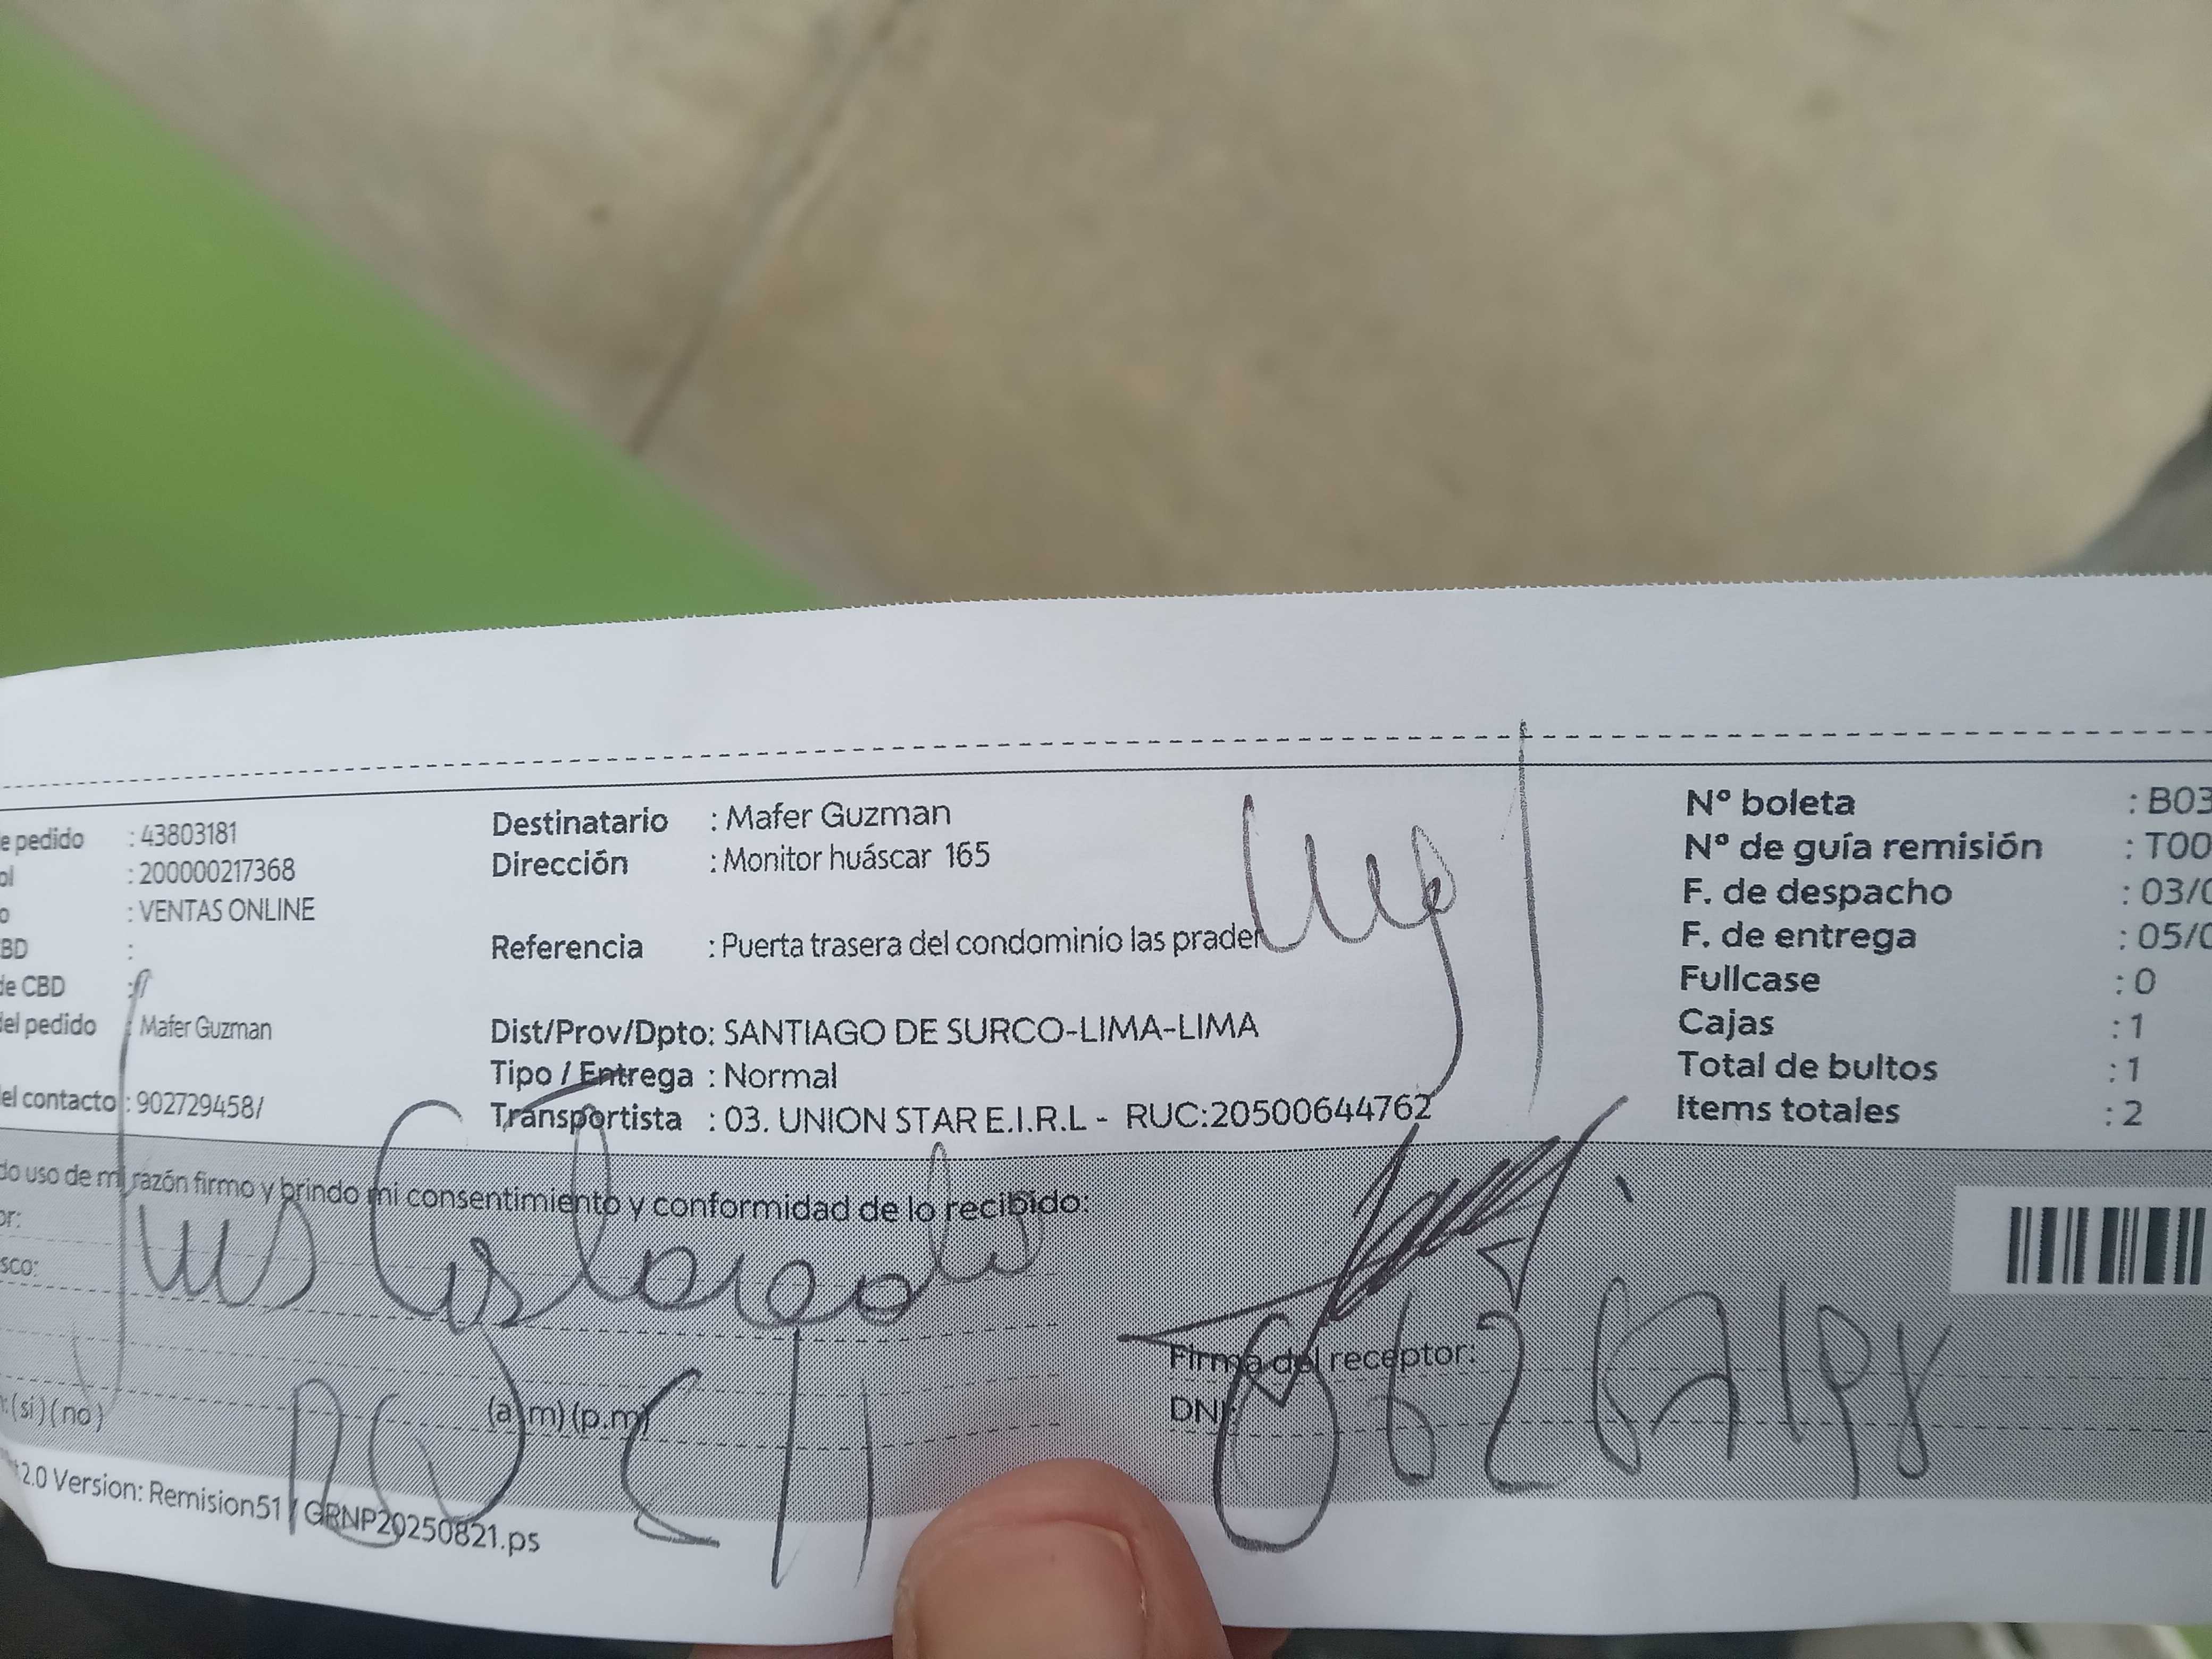 e pedido : 43803181
ol : 200000217368
o : VENTAS ONLINE
CBD :
de CBD :
del pedido : Mafer Guzman
del contacto : 902729458/
Destinatario : Mafer Guzman
Dirección : Monitor huáscar 165
Referencia : Puerta trasera del condominio las prader
Dist/Prov/Dpto: SANTIAGO DE SURCO-LIMA-LIMA
Tipo / Entrega : Normal
Transportista : 03. UNION STAR E.I.R.L - RUC:20500644762
Nº boleta : B03
Nº de guía remisión : T00
F. de despacho : 03/0
F. de entrega : 05/0
Fullcase : 0
Cajas : 1
Total de bultos : 1
Items totales : 2
do uso de mi razón firmo y brindo mi consentimiento y conformidad de lo recibido:
or:
sco:
Luis
Firma del receptor:
:(si)(no) (a.m)(p.m)
DNI:
2.0 Version: Remision51 / GRNP20250821.ps